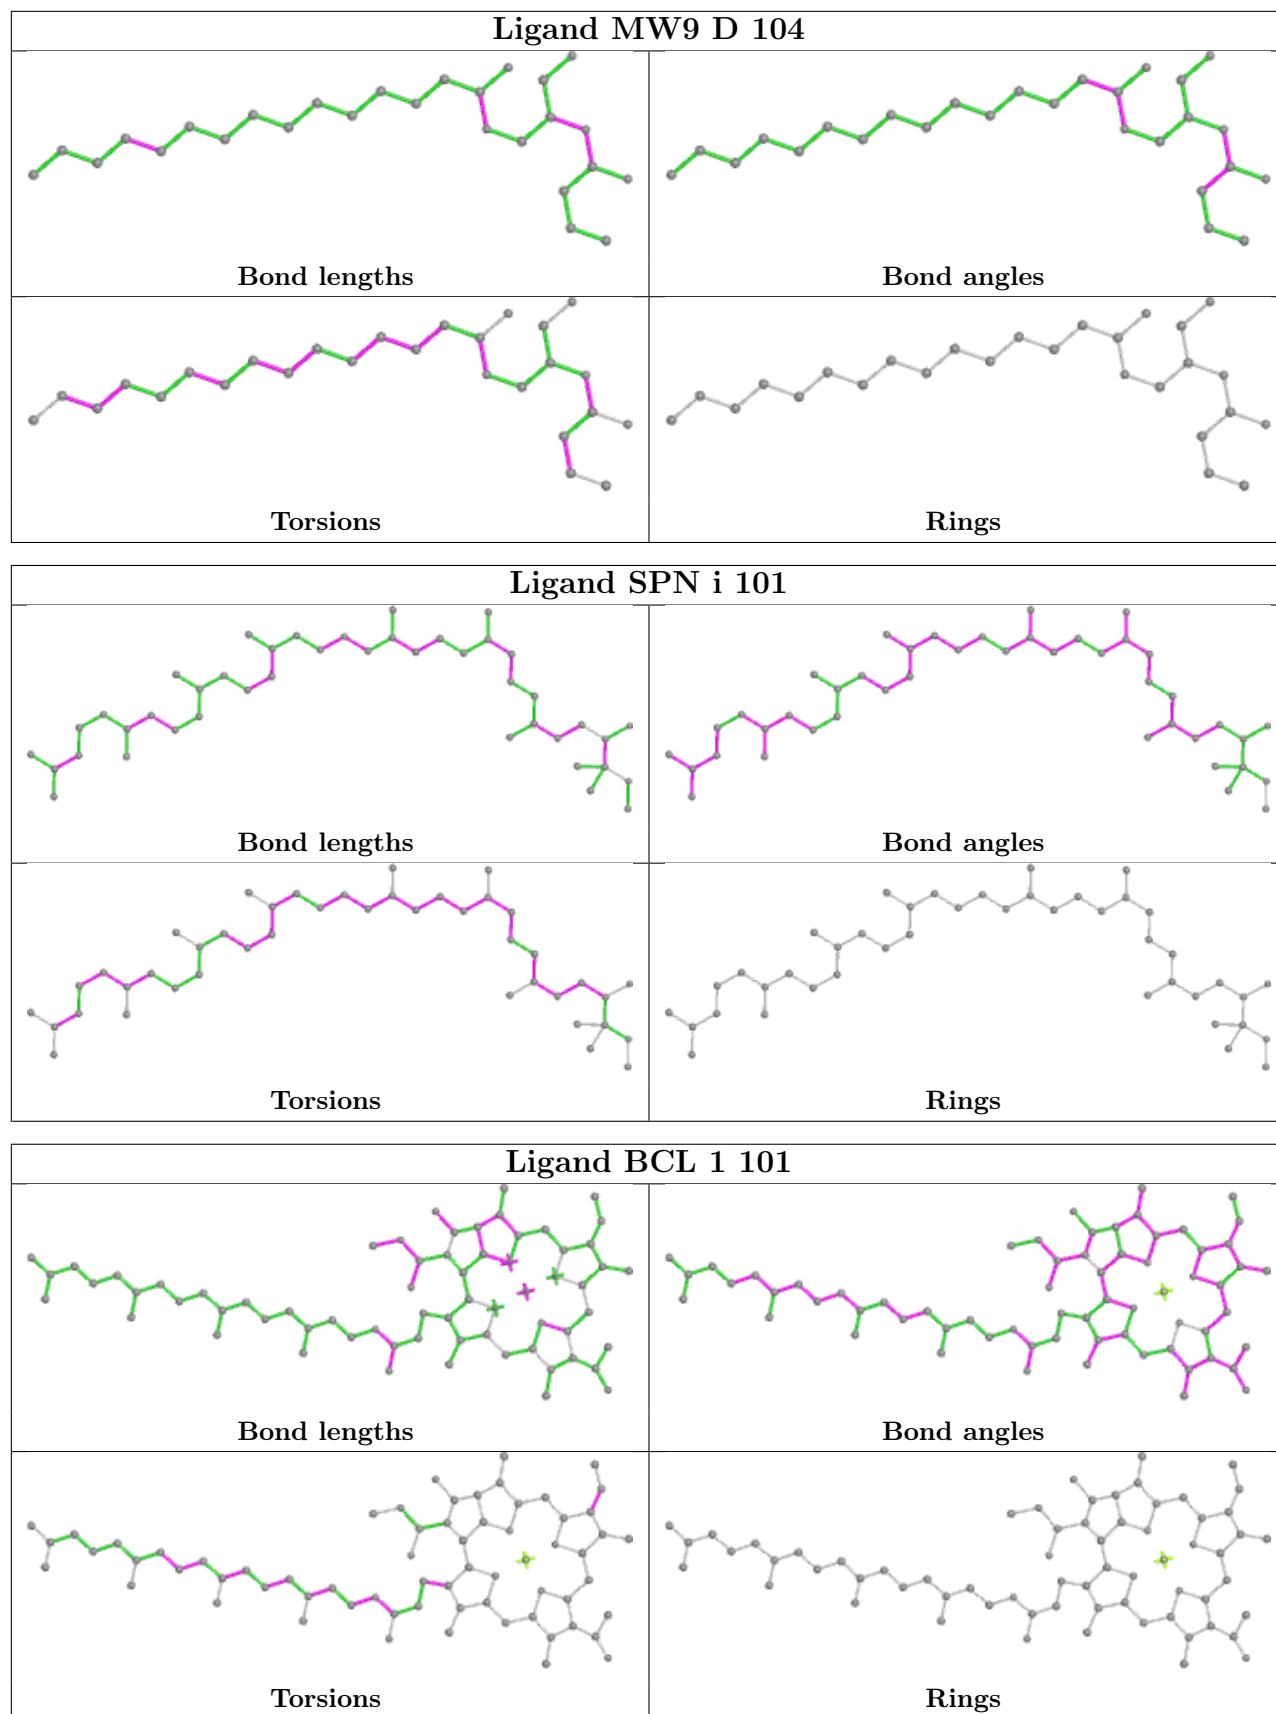 Ligand MW9 D 104
Bond lengths
Bond angles
Torsions
Rings
Ligand SPN i 101
Bond lengths
Bond angles
Torsions
Rings
Ligand BCL 1 101
Bond lengths
Bond angles
Torsions
Rings